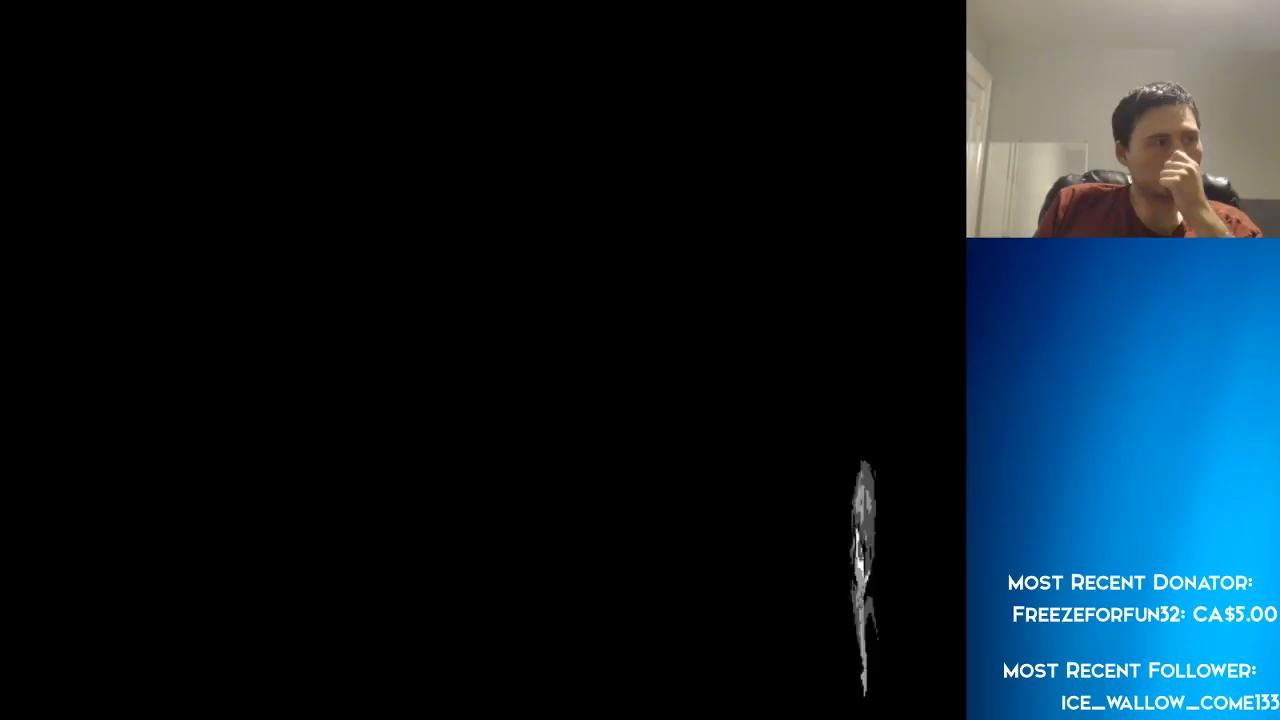 Most Recent Donator:
Freezeforfun32: CA$5.00
Most Recent Follower:
ice_wallow_come133